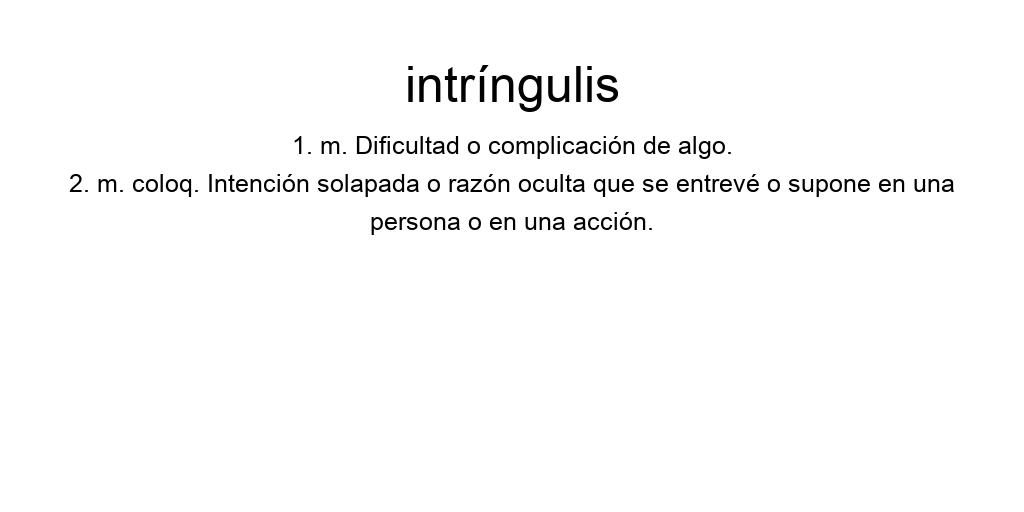 intríngulis
1. m. Dificultad o complicación de algo.
2. m. coloq. Intención solapada o razón oculta que se entrevé o supone en una
persona o en una acción.